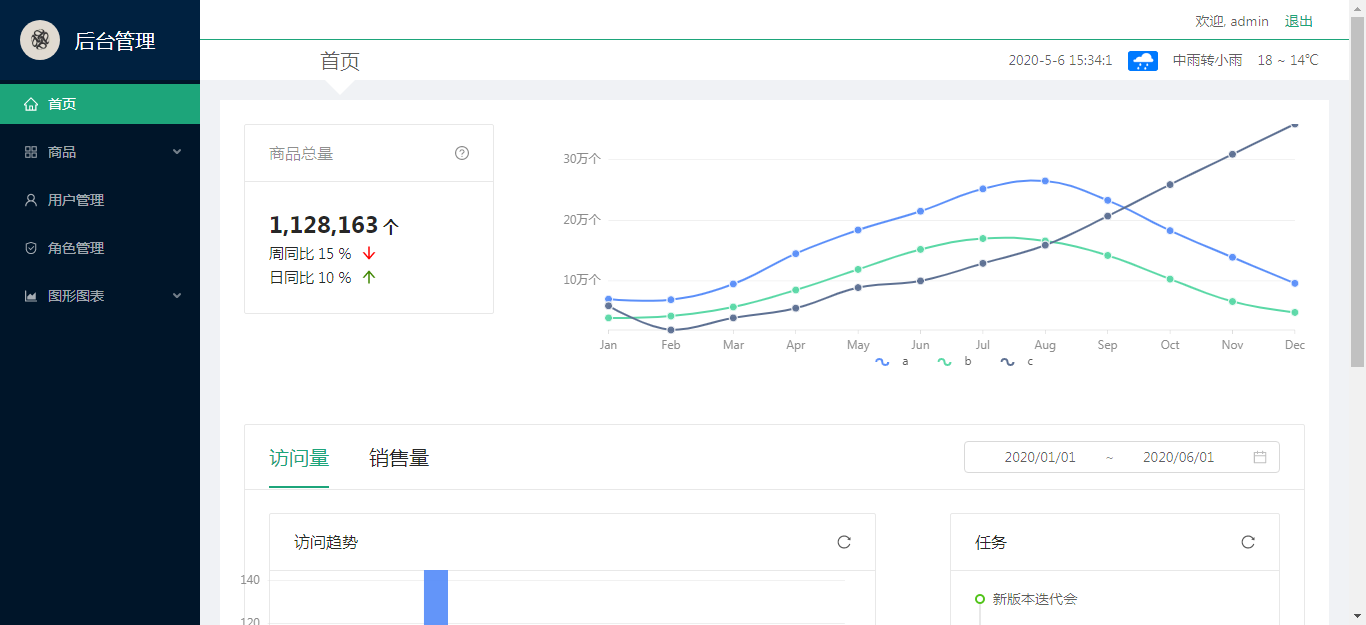 后台管理
首页
商品
用户管理
角色管理
图形图表
欢迎, admin 退出
首页
2020-5-6 15:34:1 中雨转小雨 18 ~ 14℃
商品总量
1,128,163 个
周同比 15 %
日同比 10 %
30万个
20万个
10万个
Jan Feb Mar Apr May Jun Jul Aug Sep Oct Nov Dec
a b c
访问量 销售量
2020/01/01 ~ 2020/06/01
访问趋势
140
120
任务
新版本迭代会